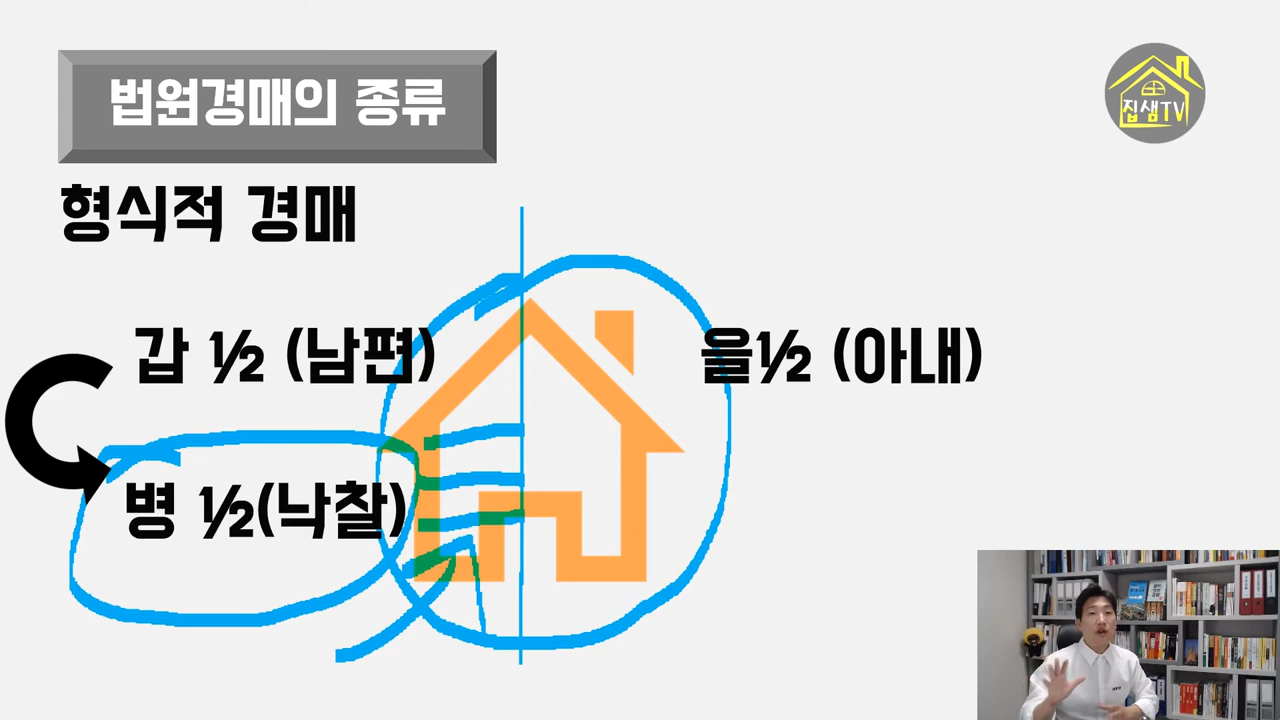 법원경매의 종류
집샘TV
형식적 경매
갑 ½ (남편)
을½ (아내)
병 ½(낙찰)